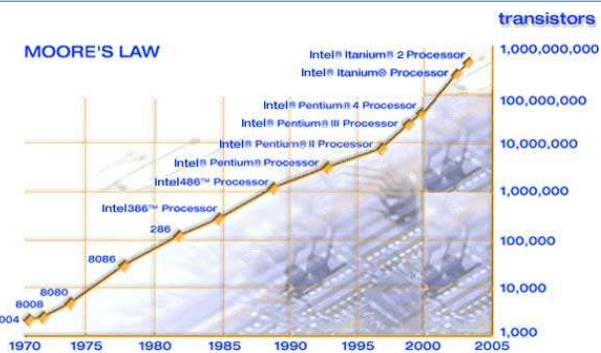 transistors
MOORE'S LAW
1,000,000,000
Intel® Itanium® 2 Processor
Intel® Itanium® Processor
100,000,000
Intel® Pentium® 4 Processor
Intel® Pentium® III Processor
10,000,000
Intel® Pentium® II Processor
Intel® Pentium® Processor
Intel486™ Processor
1,000,000
Intel386™ Processor
286
100,000
8086
8080
10,000
8008
004
1,000
1970 1975 1980 1985 1990 1995 2000 2005